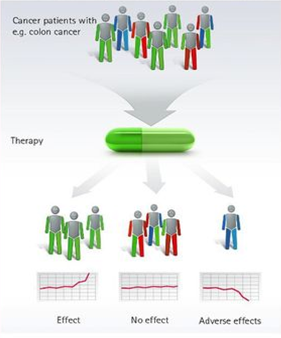 Cancer patients with
e.g. colon cancer
Therapy
Effect
No effect
Adverse effects